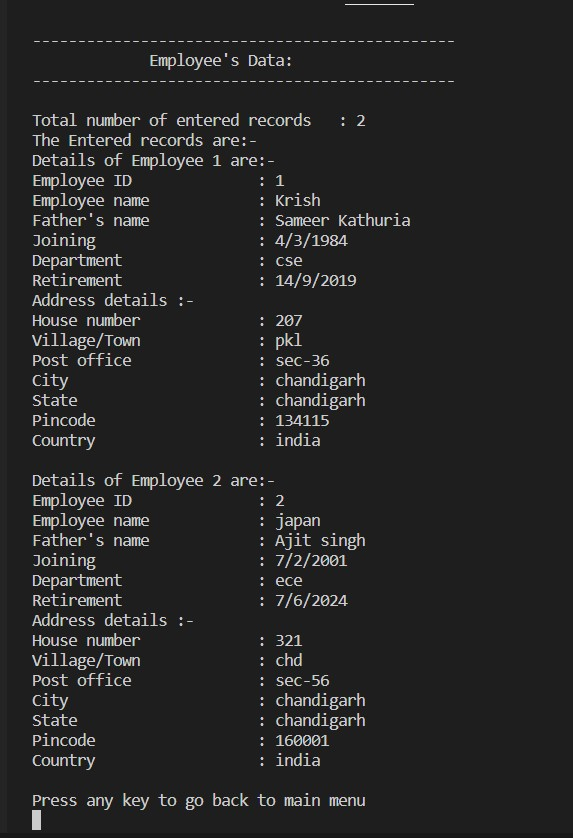 -----------------------------------------------
Employee's Data:
-----------------------------------------------
Total number of entered records   : 2
The Entered records are:-
Details of Employee 1 are:-
Employee ID              : 1
Employee name            : Krish
Father's name            : Sameer Kathuria
Joining                  : 4/3/1984
Department               : cse
Retirement               : 14/9/2019
Address details :-
House number             : 207
Village/Town             : pkl
Post office              : sec-36
City                     : chandigarh
State                    : chandigarh
Pincode                  : 134115
Country                  : india
Details of Employee 2 are:-
Employee ID              : 2
Employee name            : japan
Father's name            : Ajit singh
Joining                  : 7/2/2001
Department               : ece
Retirement               : 7/6/2024
Address details :-
House number             : 321
Village/Town             : chd
Post office              : sec-56
City                     : chandigarh
State                    : chandigarh
Pincode                  : 160001
Country                  : india
Press any key to go back to main menu